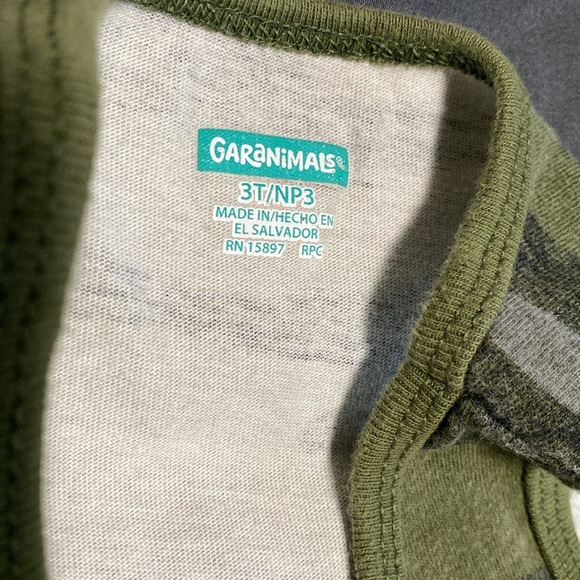 GARANIMALS®
3T/NP3
MADE IN/HECHO EN
EL SALVADOR
RN 15897 RPC